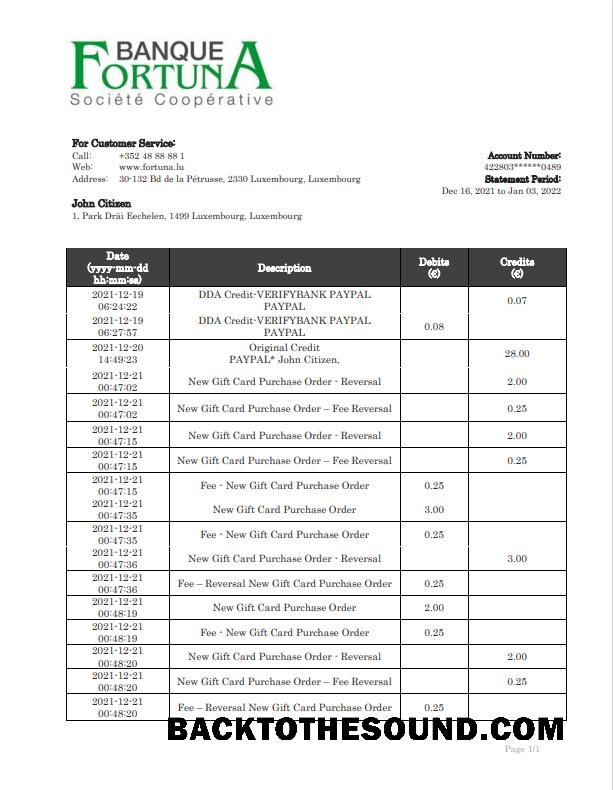 BANQUE
FORTUNA
Société Coopérative
For Customer Service:
Call: +352 48 88 88 1
Web: www.fortuna.lu
Address: 30-132 Bd de la Pétrusse, 2330 Luxembourg, Luxembourg
Account Number:
422803******0489
Statement Period:
Dec 16, 2021 to Jan 03, 2022
John Citizen
1, Park Dräi Eechelen, 1499 Luxembourg, Luxembourg
Date
(yyyy-mm-dd
hh:mm:ss)
Description
Debits
(€)
Credits
(€)
2021-12-19
06:24:22
DDA Credit-VERIFYBANK PAYPAL
PAYPAL
0.07
2021-12-19
06:27:57
DDA Credit-VERIFYBANK PAYPAL
PAYPAL
0.08
2021-12-20
14:49:23
Original Credit
PAYPAL* John Citizen,
28.00
2021-12-21
00:47:02
New Gift Card Purchase Order - Reversal
2.00
2021-12-21
00:47:02
New Gift Card Purchase Order – Fee Reversal
0.25
2021-12-21
00:47:15
New Gift Card Purchase Order - Reversal
2.00
2021-12-21
00:47:15
New Gift Card Purchase Order – Fee Reversal
0.25
2021-12-21
00:47:15
Fee - New Gift Card Purchase Order
0.25
2021-12-21
00:47:35
New Gift Card Purchase Order
3.00
2021-12-21
00:47:35
Fee - New Gift Card Purchase Order
0.25
2021-12-21
00:47:36
New Gift Card Purchase Order - Reversal
3.00
2021-12-21
00:47:36
Fee – Reversal New Gift Card Purchase Order
0.25
2021-12-21
00:48:19
New Gift Card Purchase Order
2.00
2021-12-21
00:48:19
Fee - New Gift Card Purchase Order
0.25
2021-12-21
00:48:20
New Gift Card Purchase Order - Reversal
2.00
2021-12-21
00:48:20
New Gift Card Purchase Order – Fee Reversal
0.25
2021-12-21
00:48:20
Fee – Reversal New Gift Card Purchase Order
0.25
BACKTOTHESOUND.COM
Page 1/1